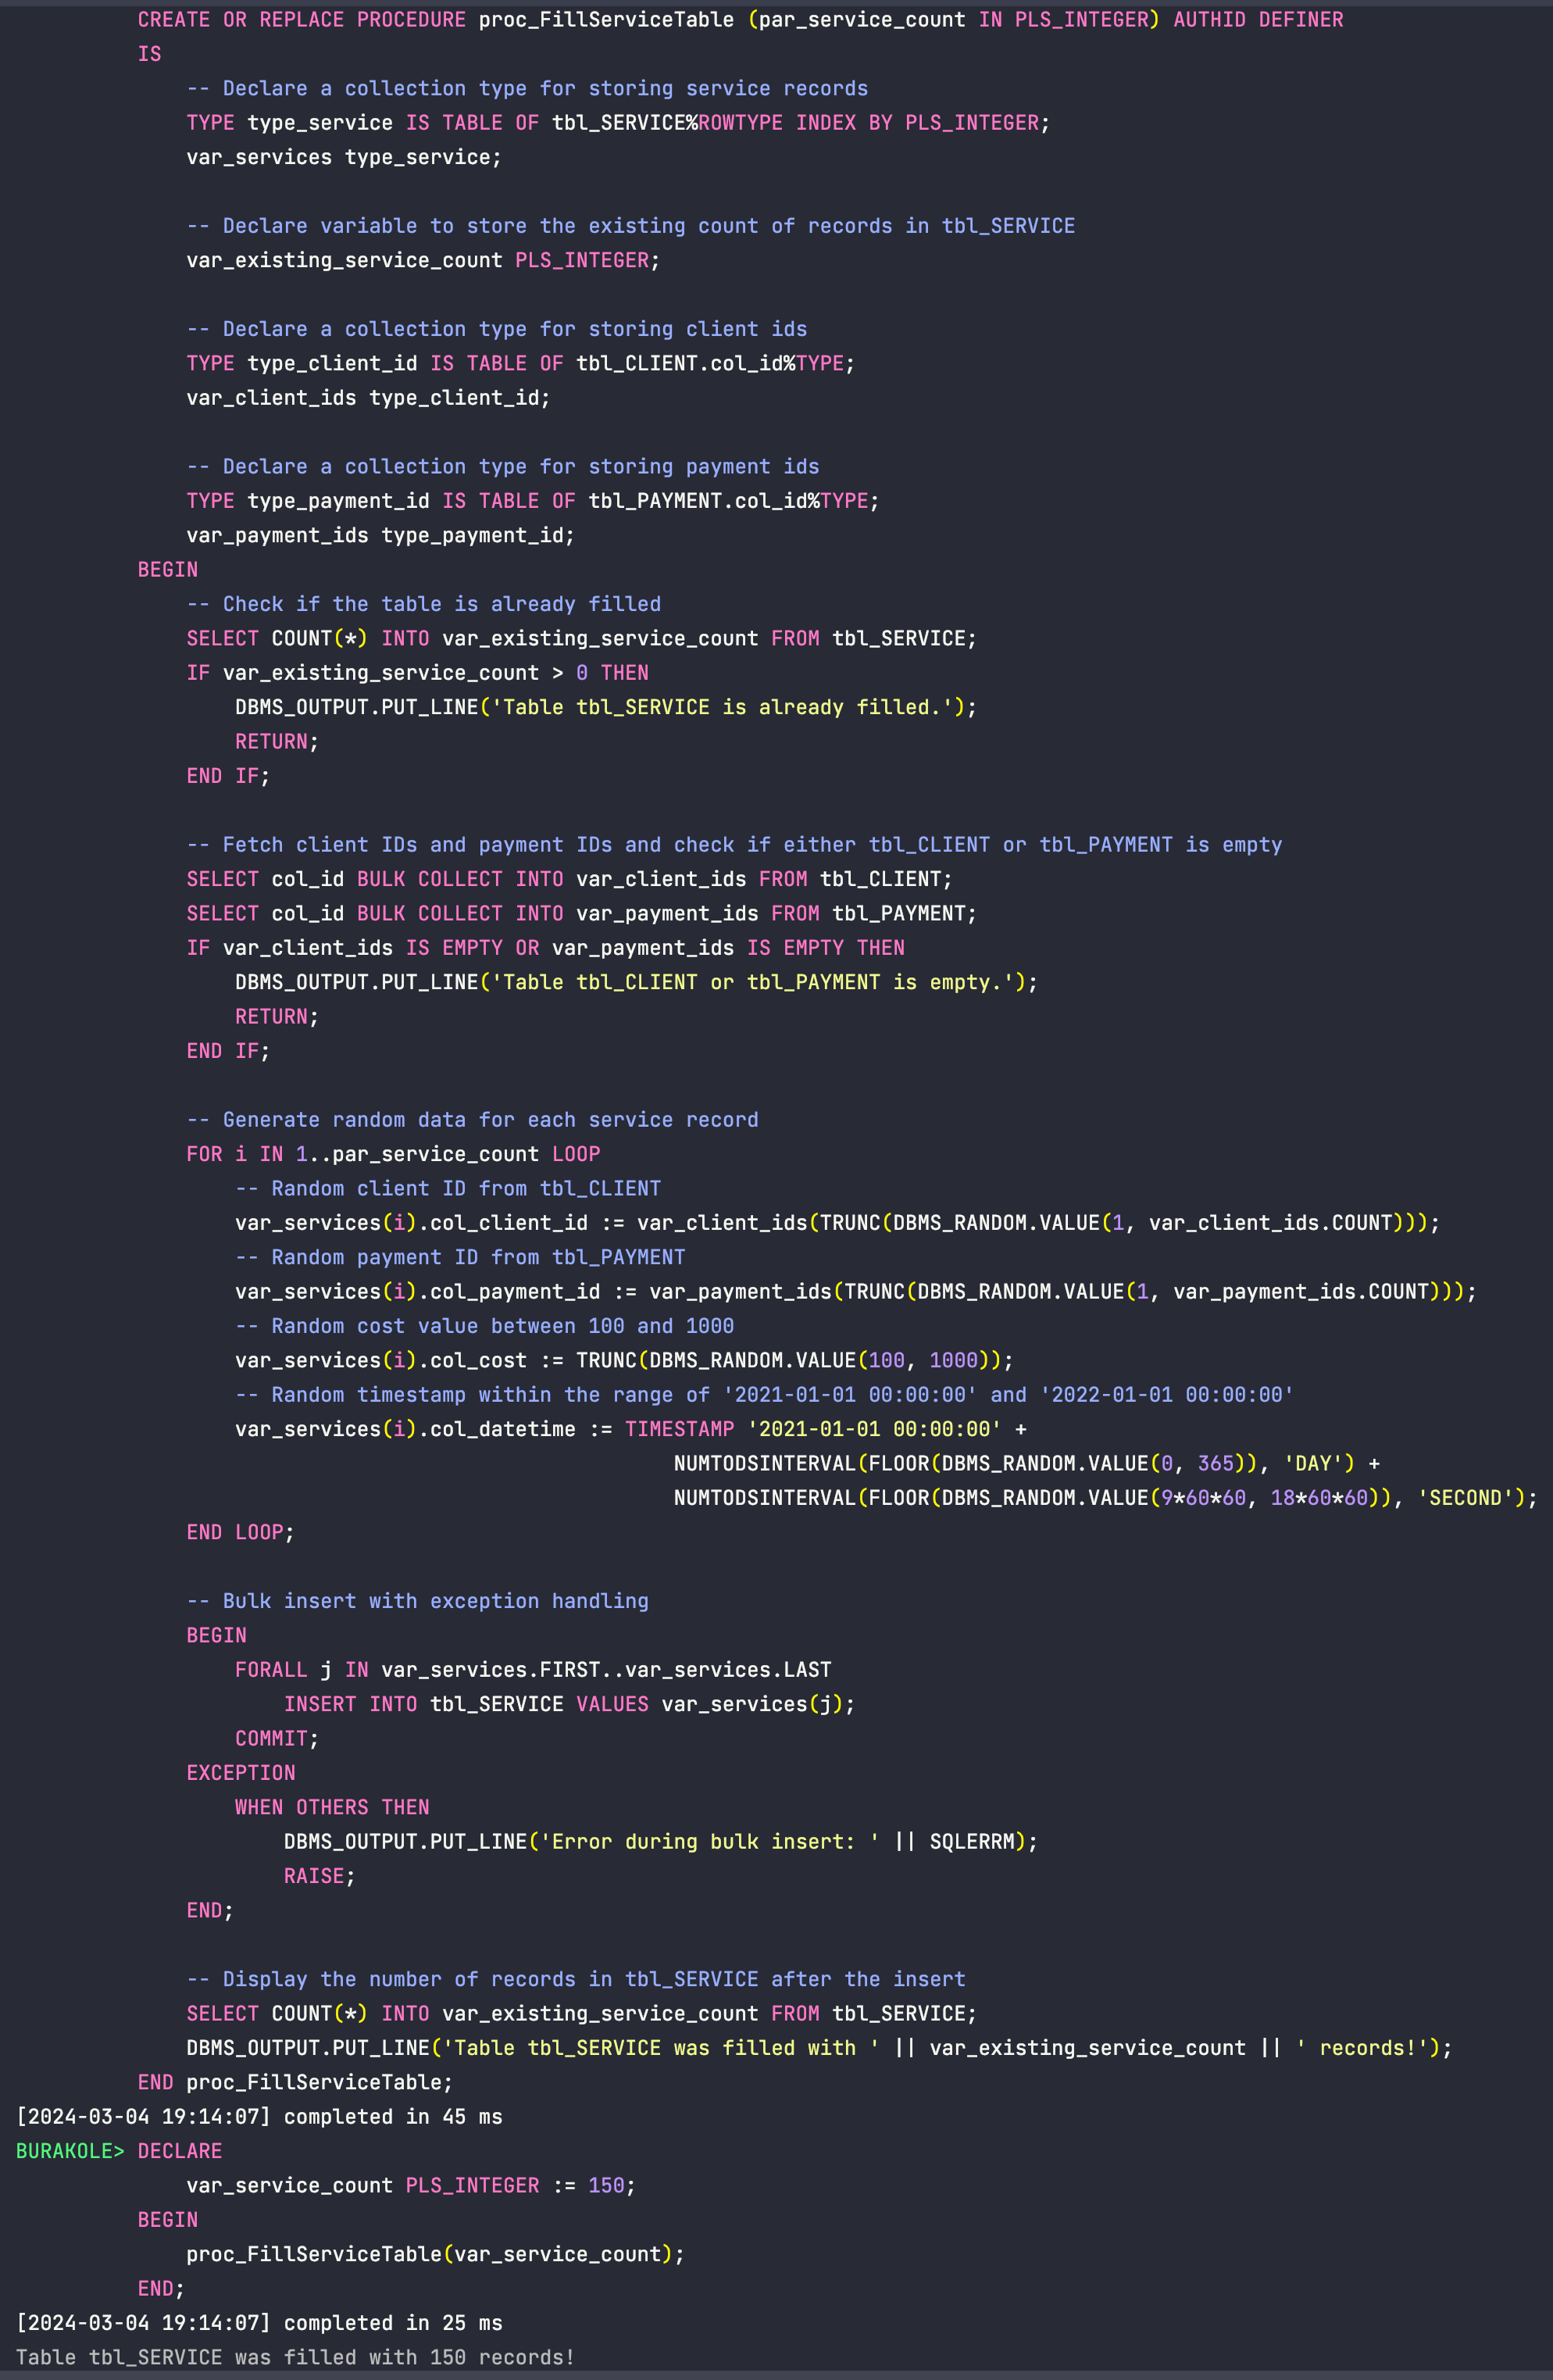 CREATE OR REPLACE PROCEDURE proc_FillServiceTable (par_service_count IN PLS_INTEGER) AUTHID DEFINER
IS
-- Declare a collection type for storing service records
TYPE type_service IS TABLE OF tbl_SERVICE%ROWTYPE INDEX BY PLS_INTEGER;
var_services type_service;
-- Declare variable to store the existing count of records in tbl_SERVICE
var_existing_service_count PLS_INTEGER;
-- Declare a collection type for storing client ids
TYPE type_client_id IS TABLE OF tbl_CLIENT.col_id%TYPE;
var_client_ids type_client_id;
-- Declare a collection type for storing payment ids
TYPE type_payment_id IS TABLE OF tbl_PAYMENT.col_id%TYPE;
var_payment_ids type_payment_id;
BEGIN
-- Check if the table is already filled
SELECT COUNT(*) INTO var_existing_service_count FROM tbl_SERVICE;
IF var_existing_service_count > 0 THEN
DBMS_OUTPUT.PUT_LINE('Table tbl_SERVICE is already filled.');
RETURN;
END IF;
-- Fetch client IDs and payment IDs and check if either tbl_CLIENT or tbl_PAYMENT is empty
SELECT col_id BULK COLLECT INTO var_client_ids FROM tbl_CLIENT;
SELECT col_id BULK COLLECT INTO var_payment_ids FROM tbl_PAYMENT;
IF var_client_ids IS EMPTY OR var_payment_ids IS EMPTY THEN
DBMS_OUTPUT.PUT_LINE('Table tbl_CLIENT or tbl_PAYMENT is empty.');
RETURN;
END IF;
-- Generate random data for each service record
FOR i IN 1..par_service_count LOOP
-- Random client ID from tbl_CLIENT
var_services(i).col_client_id := var_client_ids(TRUNC(DBMS_RANDOM.VALUE(1, var_client_ids.COUNT)));
-- Random payment ID from tbl_PAYMENT
var_services(i).col_payment_id := var_payment_ids(TRUNC(DBMS_RANDOM.VALUE(1, var_payment_ids.COUNT)));
-- Random cost value between 100 and 1000
var_services(i).col_cost := TRUNC(DBMS_RANDOM.VALUE(100, 1000));
-- Random timestamp within the range of '2021-01-01 00:00:00' and '2022-01-01 00:00:00'
var_services(i).col_datetime := TIMESTAMP '2021-01-01 00:00:00' +
NUMTODSINTERVAL(FLOOR(DBMS_RANDOM.VALUE(0, 365)), 'DAY') +
NUMTODSINTERVAL(FLOOR(DBMS_RANDOM.VALUE(9*60*60, 18*60*60)), 'SECOND');
END LOOP;
-- Bulk insert with exception handling
BEGIN
FORALL j IN var_services.FIRST..var_services.LAST
INSERT INTO tbl_SERVICE VALUES var_services(j);
COMMIT;
EXCEPTION
WHEN OTHERS THEN
DBMS_OUTPUT.PUT_LINE('Error during bulk insert: ' || SQLERRM);
RAISE;
END;
-- Display the number of records in tbl_SERVICE after the insert
SELECT COUNT(*) INTO var_existing_service_count FROM tbl_SERVICE;
DBMS_OUTPUT.PUT_LINE('Table tbl_SERVICE was filled with ' || var_existing_service_count || ' records!');
END proc_FillServiceTable;
[2024-03-04 19:14:07] completed in 45 ms
BURAKOLE> DECLARE
var_service_count PLS_INTEGER := 150;
BEGIN
proc_FillServiceTable(var_service_count);
END;
[2024-03-04 19:14:07] completed in 25 ms
Table tbl_SERVICE was filled with 150 records!